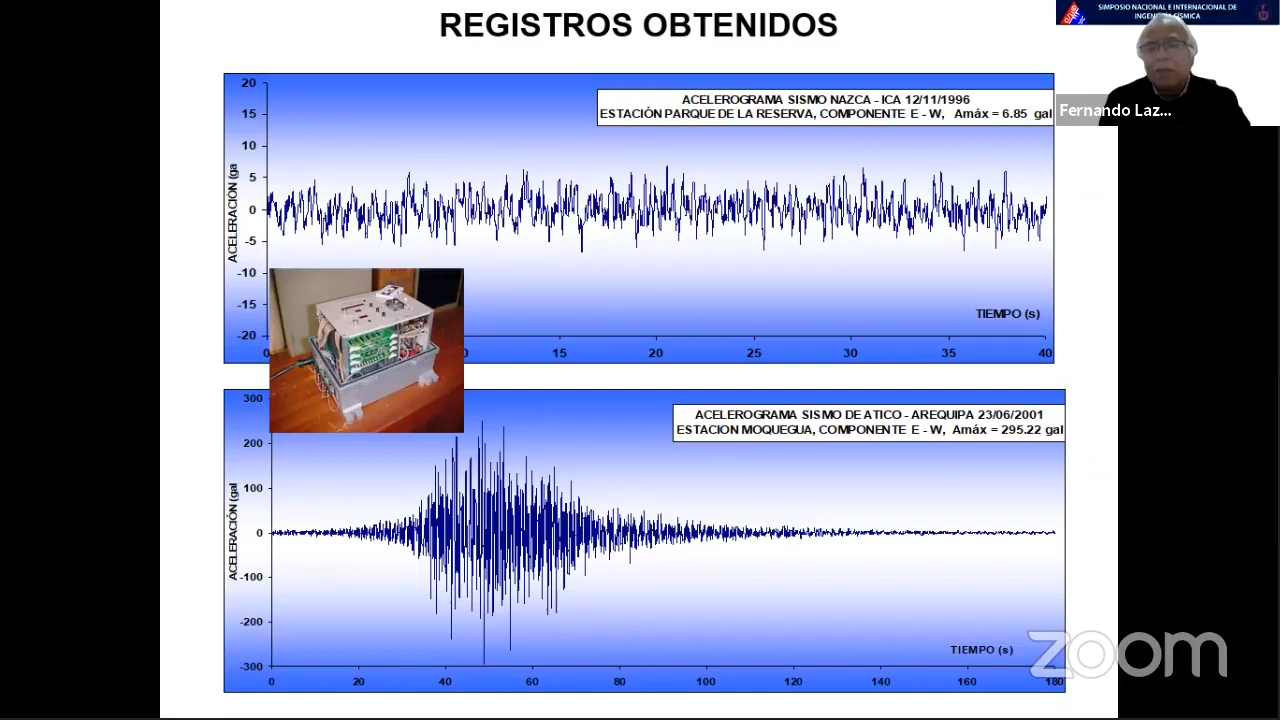 REGISTROS OBTENIDOS
SIMPOSIO NACIONAL E INTERNACIONAL DE
INGENIERÍA SÍSMICA
Fernando Laz...
20
15
10
5
0
-5
-10
-15
-20
ACELERACIÓN (ga
ACELEROGRAMA SISMO NAZCA - ICA 12/11/1996
ESTACIÓN PARQUE DE LA RESERVA, COMPONENTE E - W, Amáx = 6.85 gal
TIEMPO (s)
0 15 20 25 30 35 40
300
200
100
0
-100
-200
-300
ACELERACIÓN (gal
ACELEROGRAMA SISMO DE ATICO - AREQUIPA 23/06/2001
ESTACION MOQUEGUA, COMPONENTE E - W, Amáx = 295.22 gal
TIEMPO (s)
0 20 40 60 80 100 120 140 160 180
zoom